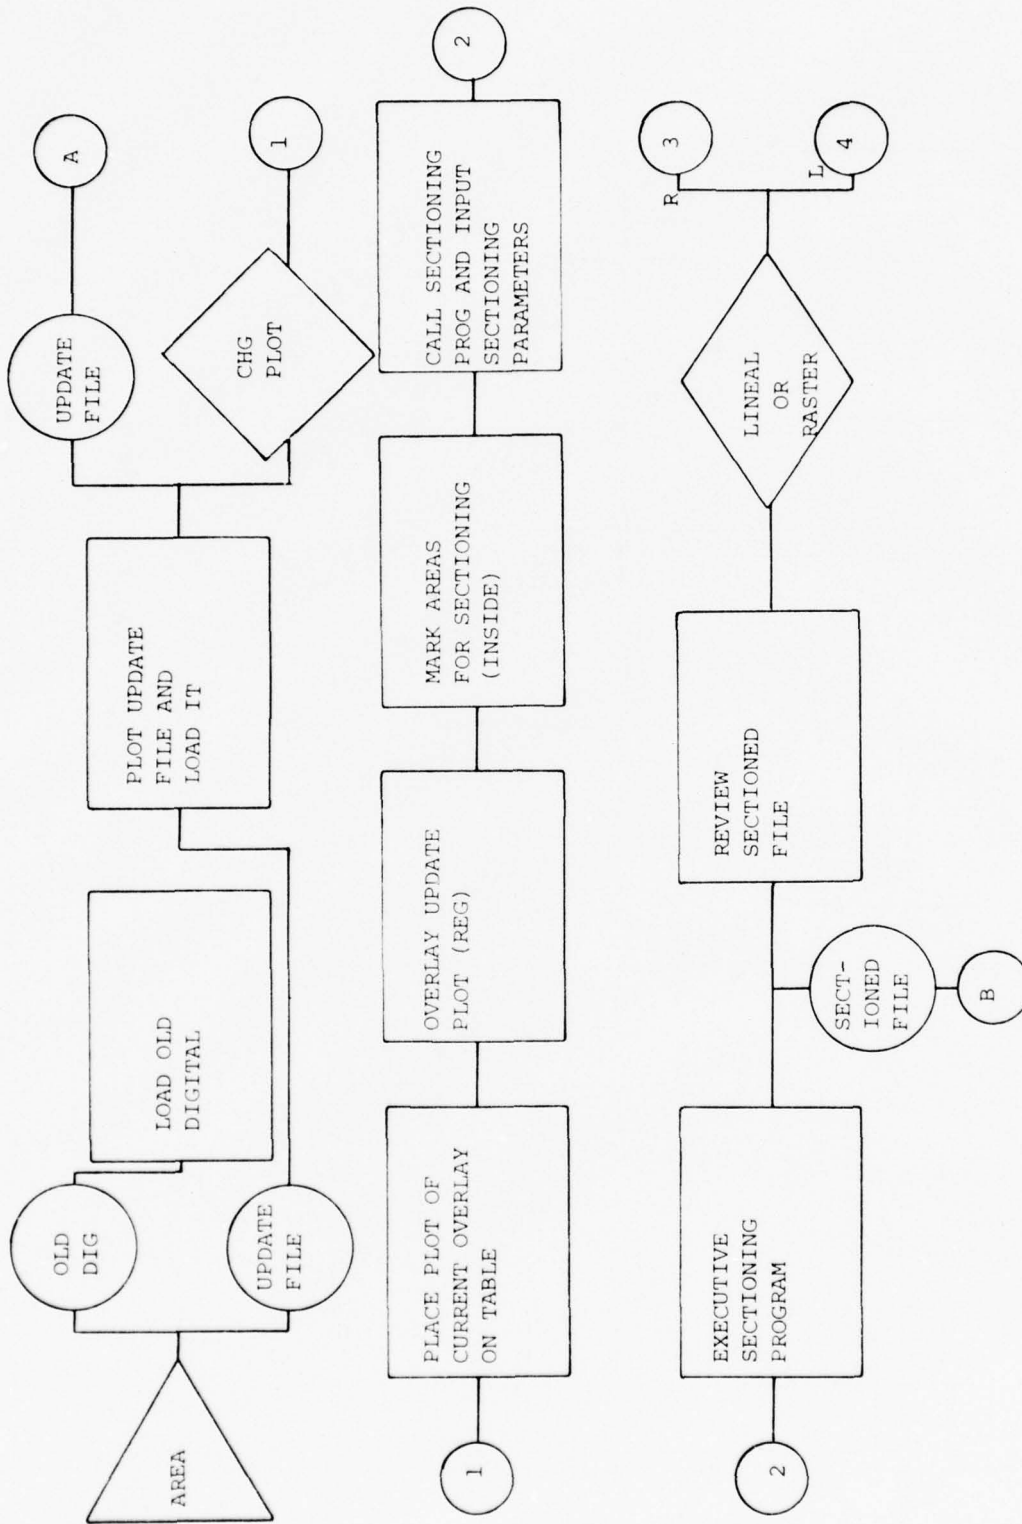 AREA
OLD
DIG
UPDATE
FILE
LOAD OLD
DIGITAL
PLOT UPDATE
FILE AND
LOAD IT
UPDATE
FILE
A
CHG
PLOT
1
1
PLACE PLOT OF
CURRENT OVERLAY
ON TABLE
OVERLAY UPDATE
PLOT (REG)
MARK AREAS
FOR SECTIONING
(INSIDE)
CALL SECTIONING
PROG AND INPUT
SECTIONING
PARAMETERS
2
2
EXECUTIVE
SECTIONING
PROGRAM
SECT-
IONED
FILE
B
REVIEW
SECTIONED
FILE
LINEAL
OR
RASTER
R
3
L
4